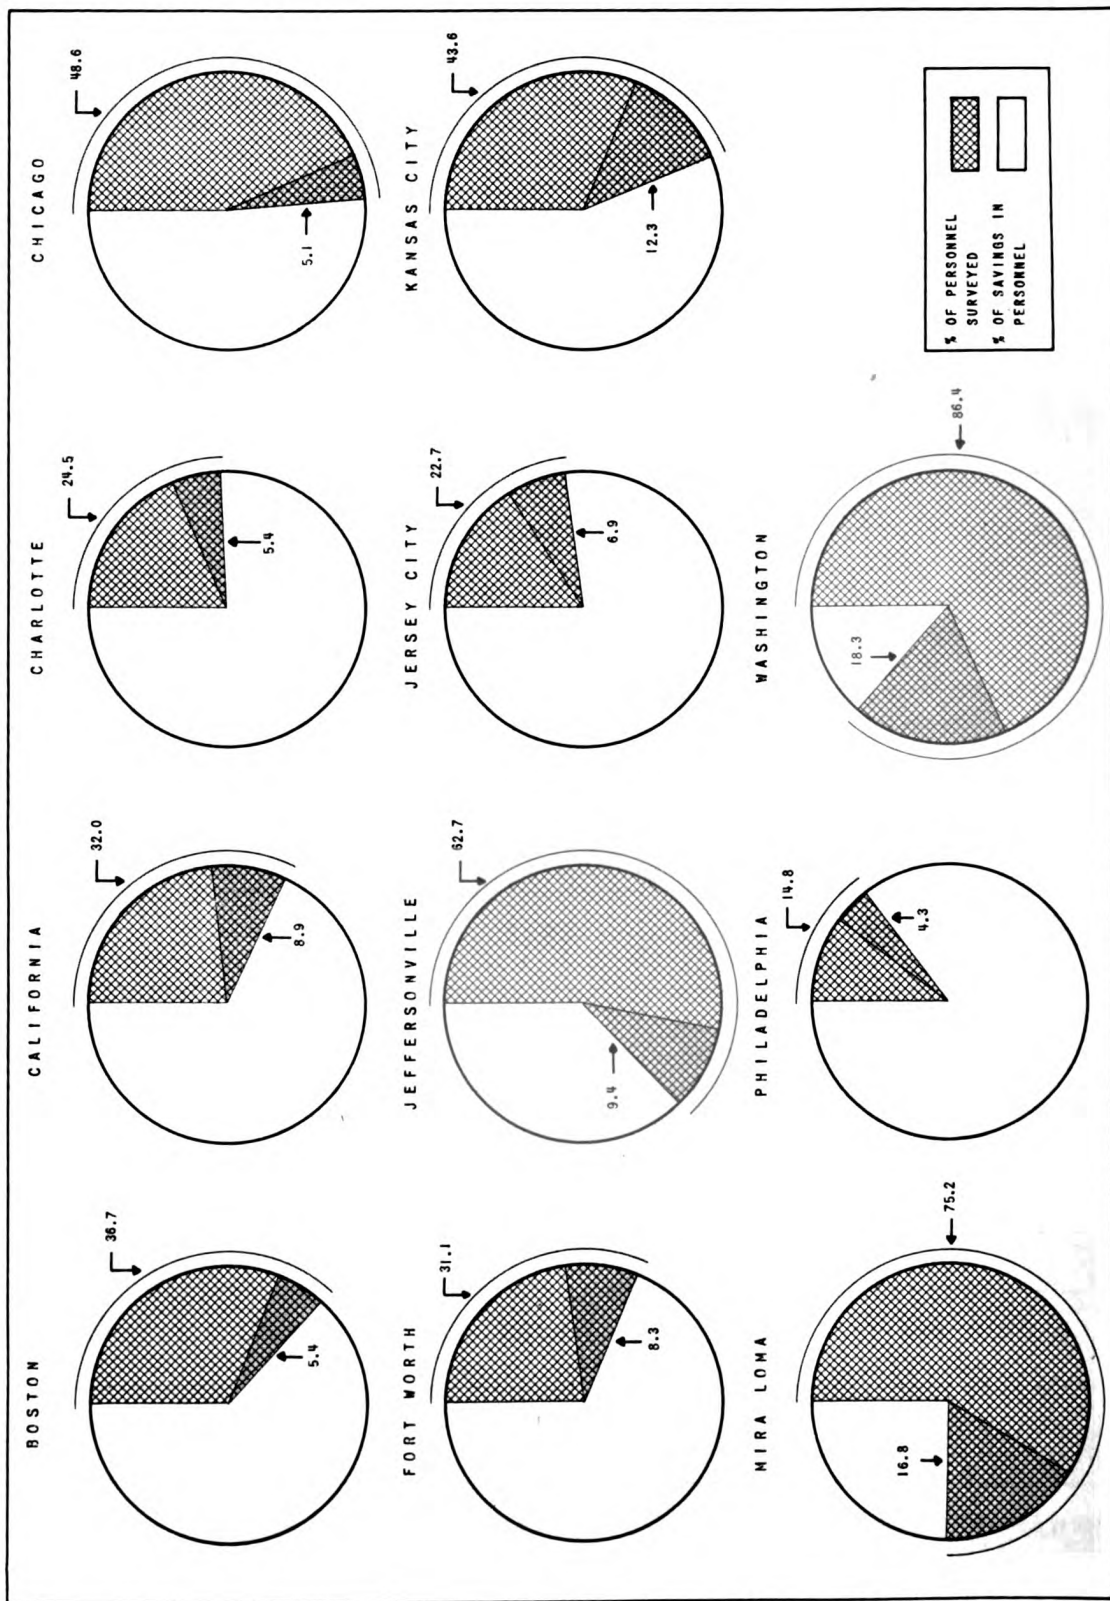 BOSTON
36.7
5.4
CALIFORNIA
32.0
8.9
CHARLOTTE
24.5
5.4
CHICAGO
48.6
5.1
FORT WORTH
31.1
8.3
JEFFERSONVILLE
62.7
9.4
JERSEY CITY
22.7
6.9
KANSAS CITY
43.6
12.3
MIRA LOMA
16.8
75.2
PHILADELPHIA
14.8
4.3
WASHINGTON
18.3
86.4
% OF PERSONNEL
SURVEYED
% OF SAVINGS IN
PERSONNEL